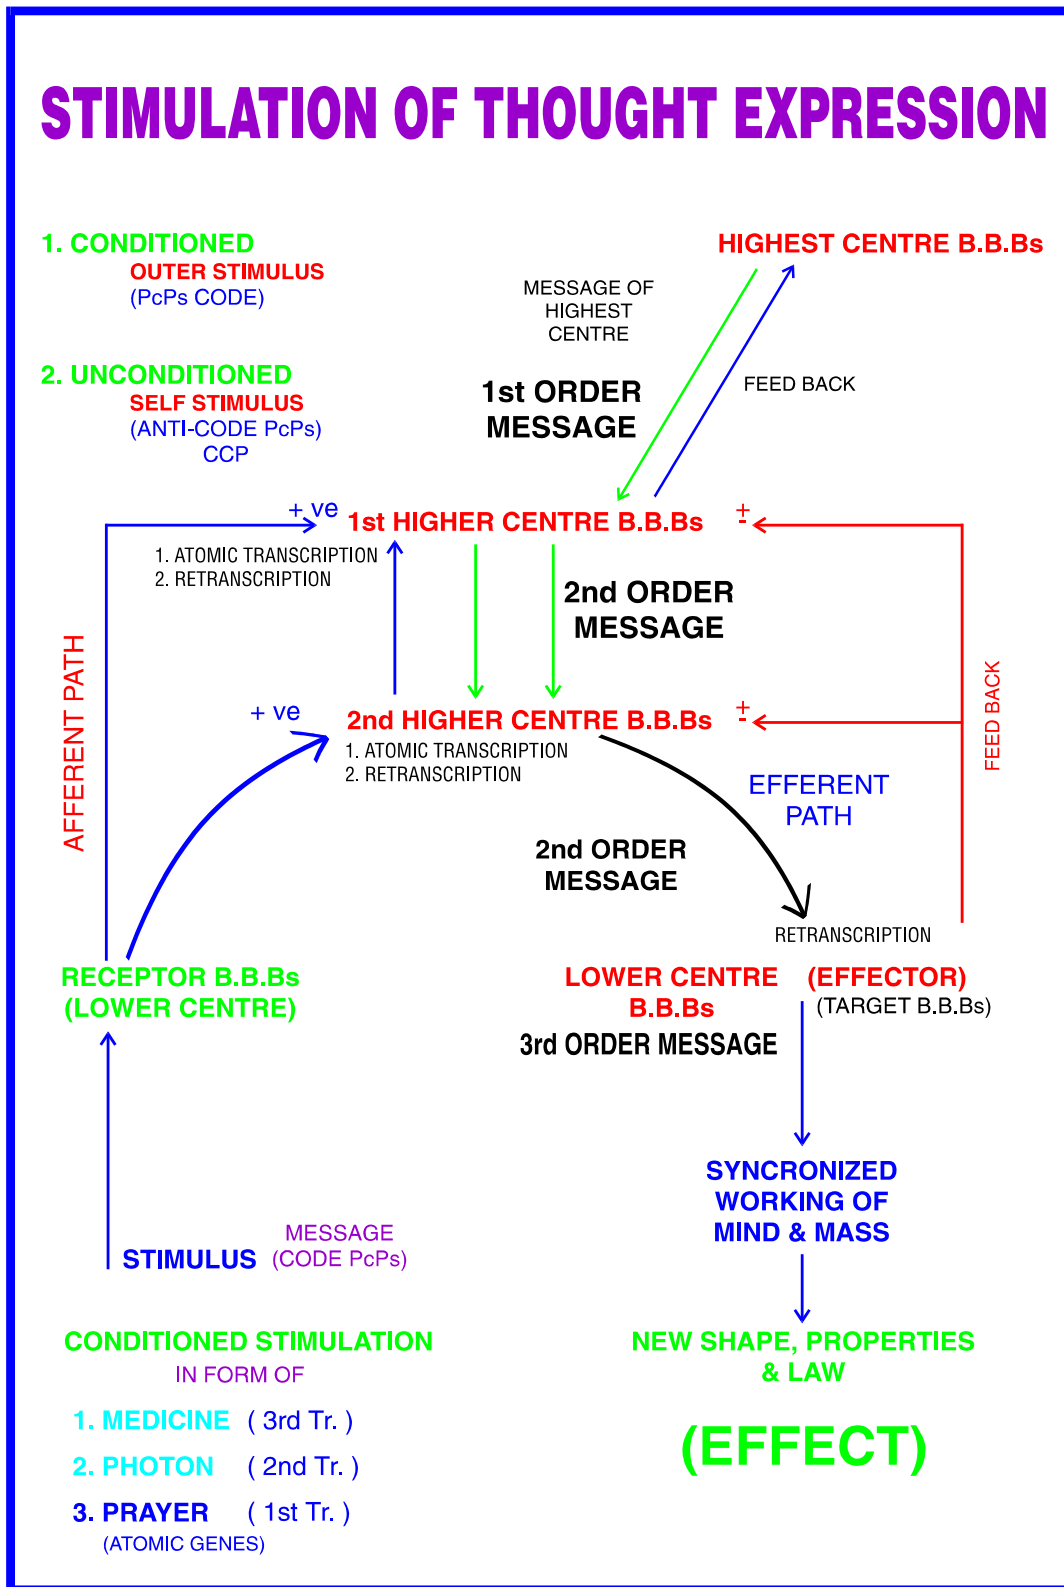 STIMULATION OF THOUGHT EXPRESSION
1. CONDITIONED
OUTER STIMULUS
(PcPs CODE)
2. UNCONDITIONED
SELF STIMULUS
(ANTI-CODE PcPs)
CCP
HIGHEST CENTRE B.B.Bs
MESSAGE OF
HIGHEST
CENTRE
1st ORDER
MESSAGE
FEED BACK
+ ve
1st HIGHER CENTRE B.B.Bs
±
1. ATOMIC TRANSCRIPTION
2. RETRANSCRIPTION
2nd ORDER
MESSAGE
AFFERENT PATH
FEED BACK
+ ve
2nd HIGHER CENTRE B.B.Bs
±
1. ATOMIC TRANSCRIPTION
2. RETRANSCRIPTION
EFFERENT
PATH
2nd ORDER
MESSAGE
RETRANSCRIPTION
RECEPTOR B.B.Bs
(LOWER CENTRE)
LOWER CENTRE (EFFECTOR)
B.B.Bs (TARGET B.B.Bs)
3rd ORDER MESSAGE
SYNCRONIZED
WORKING OF
MIND & MASS
STIMULUS
MESSAGE
(CODE PcPs)
CONDITIONED STIMULATION
IN FORM OF
1. MEDICINE ( 3rd Tr. )
2. PHOTON ( 2nd Tr. )
3. PRAYER ( 1st Tr. )
(ATOMIC GENES)
NEW SHAPE, PROPERTIES
& LAW
(EFFECT)